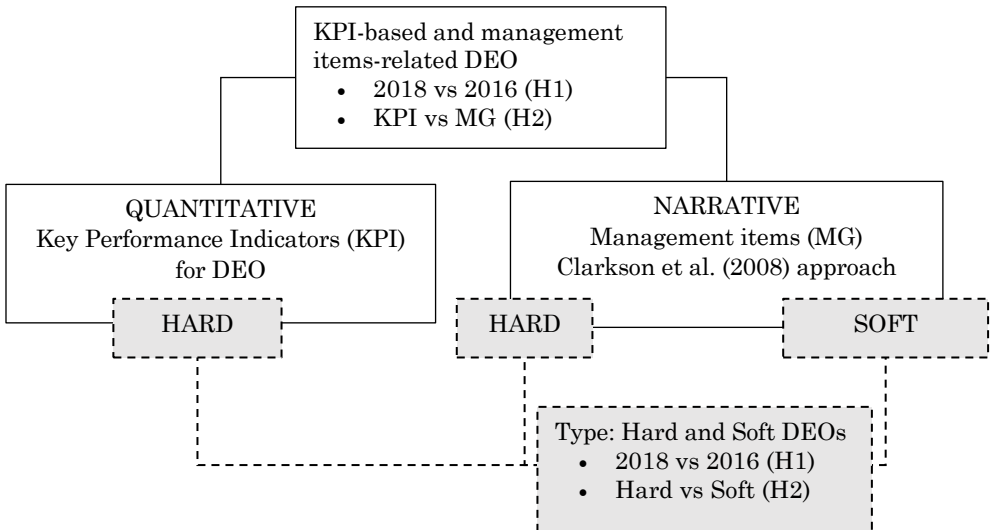 KPI-based and management
items-related DEO
• 2018 vs 2016 (H1)
• KPI vs MG (H2)
QUANTITATIVE
Key Performance Indicators (KPI)
for DEO
NARRATIVE
Management items (MG)
Clarkson et al. (2008) approach
HARD
HARD
SOFT
Type: Hard and Soft DEOs
• 2018 vs 2016 (H1)
• Hard vs Soft (H2)